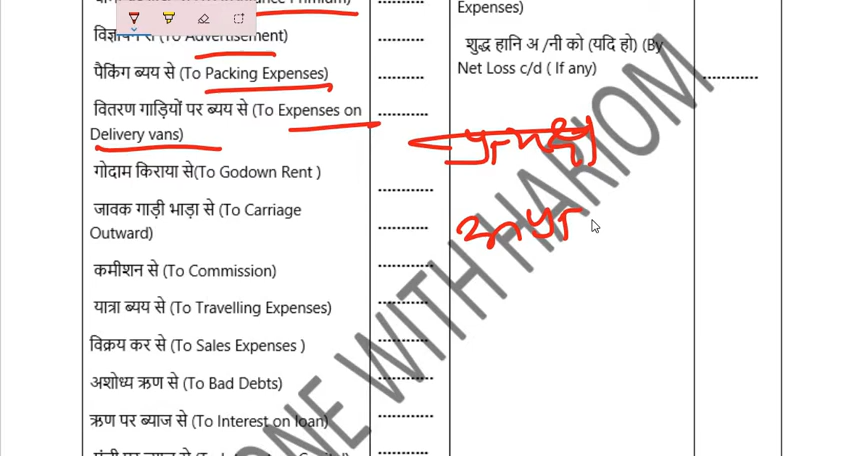 विज्ञापन से (To Advertisement)
पैकिंग ब्यय से (To Packing Expenses)
वितरण गाड़ियों पर ब्यय से (To Expenses on
Delivery vans)
गोदाम किराया से(To Godown Rent )
जावक गाड़ी भाड़ा से (To Carriage
Outward)
कमीशन से (To Commission)
यात्रा ब्यय से (To Travelling Expenses)
विक्रय कर से (To Sales Expenses )
अशोध्य ऋण से (To Bad Debts)
ऋण पर ब्याज से (To Interest on loan)
Expenses)
शुद्ध हानि अ /नी को (यदि हो) (By
Net Loss c/d ( If any)
ONE WITH HARIOM